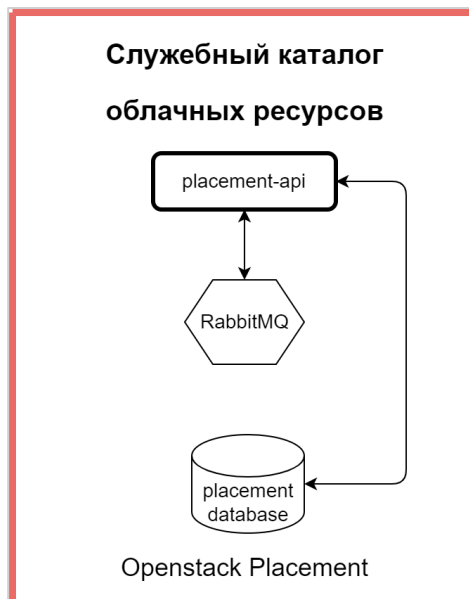 Служебный каталог
облачных ресурсов
placement-api
RabbitMQ
placement
database
Openstack Placement